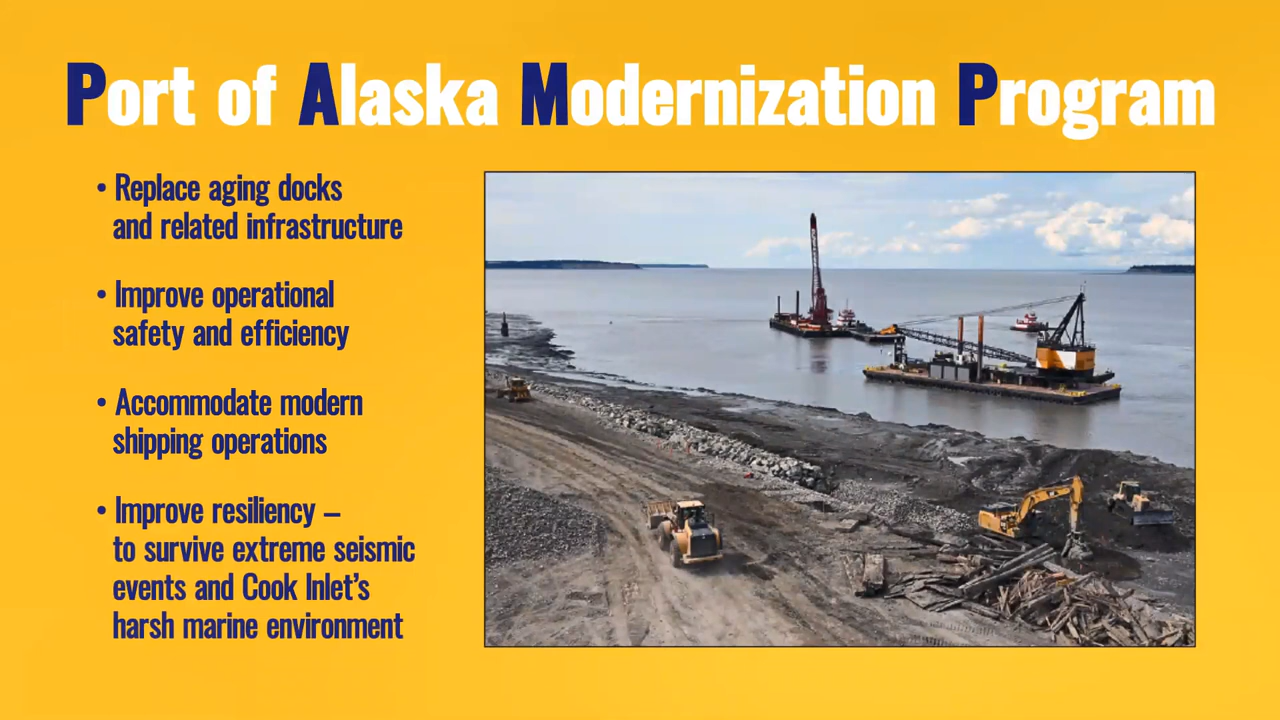 Port of Alaska Modernization Program
• Replace aging docks
and related infrastructure
• Improve operational
safety and efficiency
• Accommodate modern
shipping operations
• Improve resiliency –
to survive extreme seismic
events and Cook Inlet’s
harsh marine environment